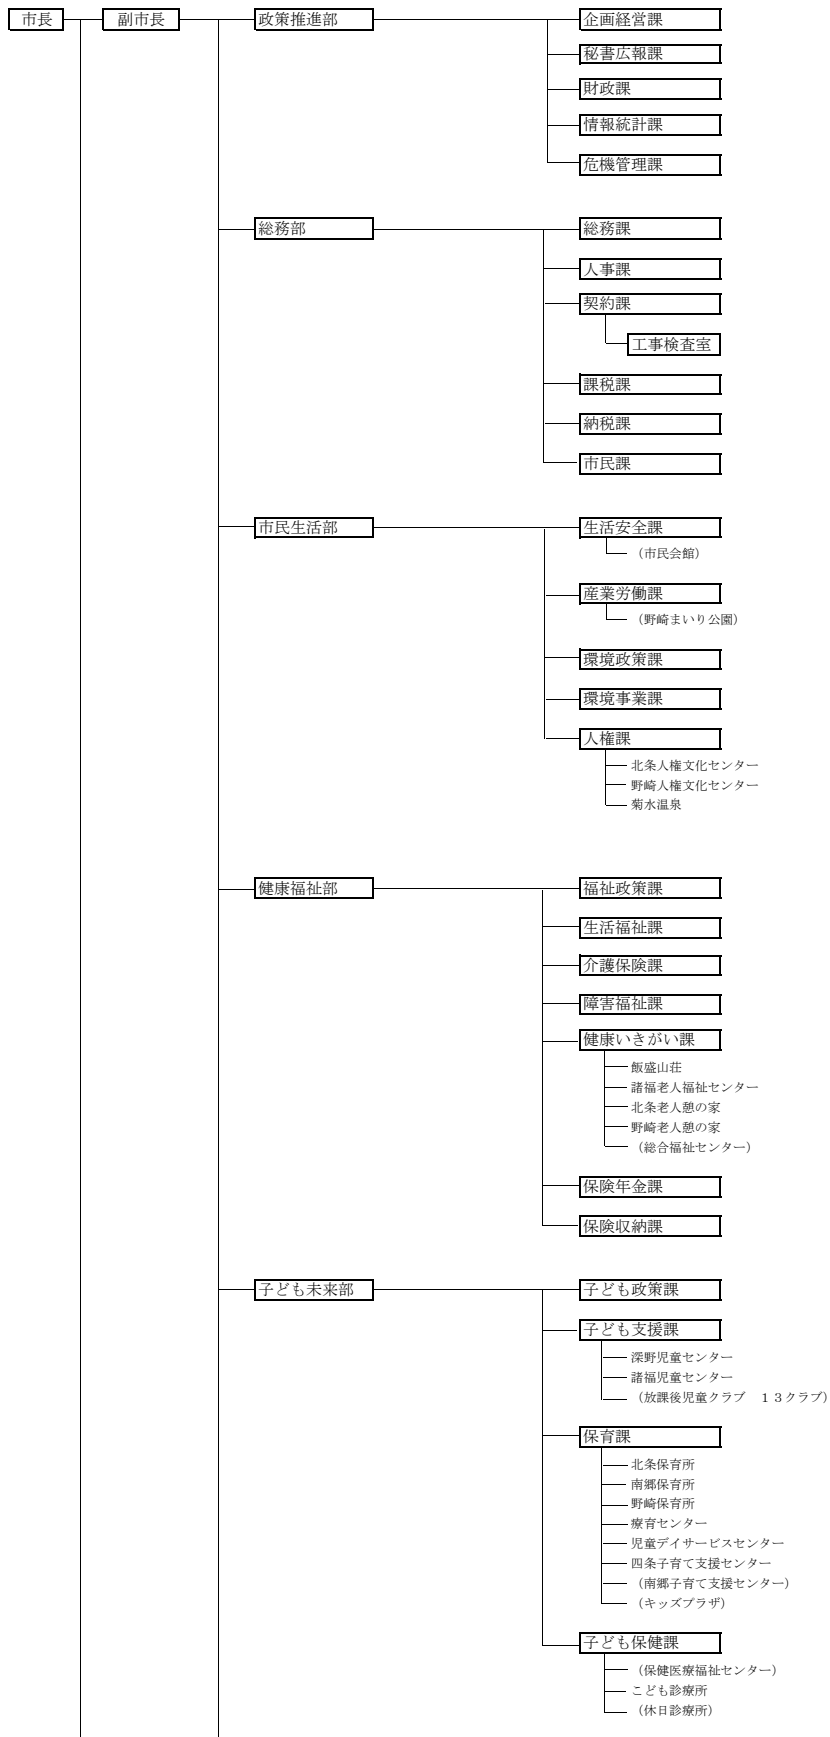 市長
副市長
政策推進部
企画経営課
秘書広報課
財政課
情報統計課
危機管理課
総務部
総務課
人事課
契約課
工事検査室
課税課
納税課
市民課
市民生活部
生活安全課
（市民会館）
産業労働課
（野崎まいり公園）
環境政策課
環境事業課
人権課
北条人権文化センター
野崎人権文化センター
菊水温泉
健康福祉部
福祉政策課
生活福祉課
介護保険課
障害福祉課
健康いきがい課
飯盛山荘
諸福老人福祉センター
北条老人憩の家
野崎老人憩の家
（総合福祉センター）
保険年金課
保険収納課
子ども未来部
子ども政策課
子ども支援課
深野児童センター
諸福児童センター
（放課後児童クラブ　１３クラブ）
保育課
北条保育所
南郷保育所
野崎保育所
療育センター
児童デイサービスセンター
四条子育て支援センター
（南郷子育て支援センター）
（キッズプラザ）
子ども保健課
（保健医療福祉センター）
こども診療所
（休日診療所）